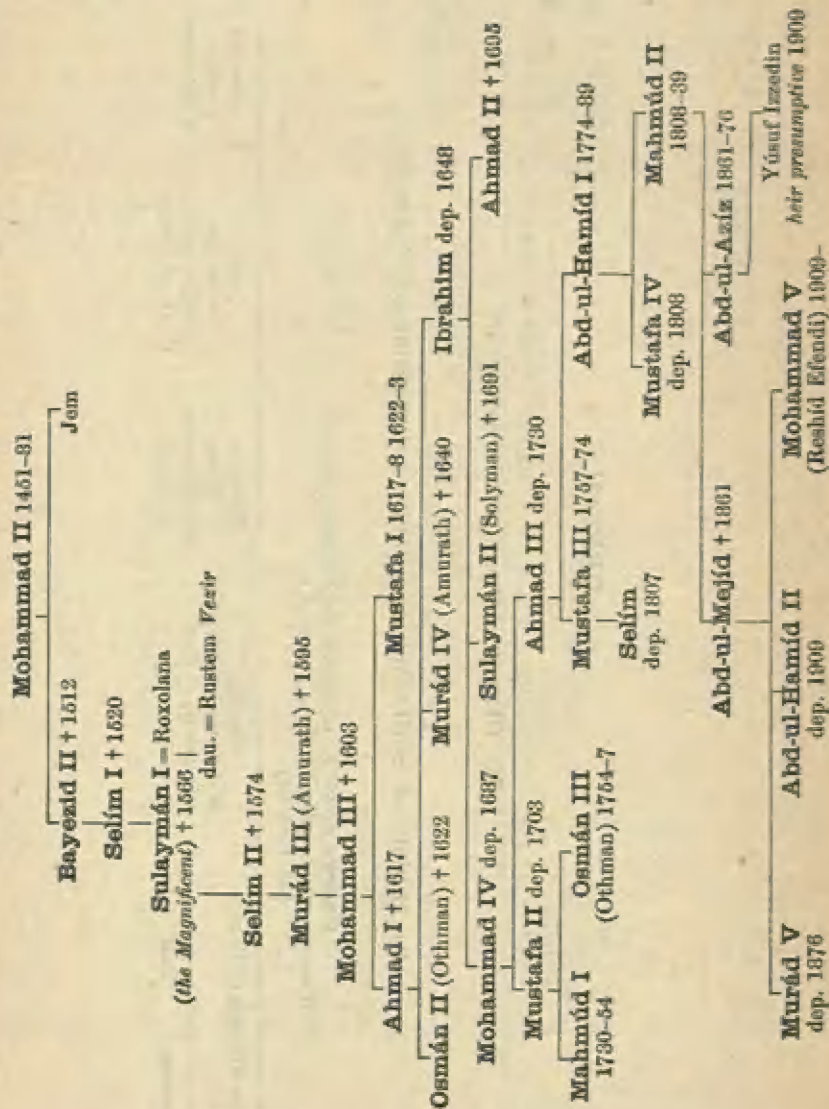 Mohammad II 1451–81
Bayezid II † 1512
Jem
Selím I † 1520
Sulaymán I = Roxolana
(the Magnificent) † 1566
dau. = Rustem Vezír
Selím II † 1574
Murád III (Amurath) † 1595
Mohammad III † 1603
Ahmad I † 1617
Mustafa I 1617–8 1622–3
Osmán II (Othman) † 1622
Murád IV (Amurath) † 1640
Ibrahim dep. 1648
Mohammad IV dep. 1687
Sulaymán II (Solyman) † 1691
Ahmad II † 1695
Mustafa II dep. 1703
Ahmad III dep. 1730
Mahmúd I
1730–54
Osmán III
(Othman) 1754–7
Mustafa III 1757–74
Abd-ul-Hamíd I 1774–89
Selím
dep. 1807
Mustafa IV
dep. 1808
Mahmúd II
1808–39
Abd-ul-Mejíd † 1861
Abd-ul-Azíz 1861–76
Murád V
dep. 1876
Abd-ul-Hamíd II
dep. 1909
Mohammad V
(Reshíd Efendi) 1909–
Yúsuf Izzedin
heir presumptive 1909